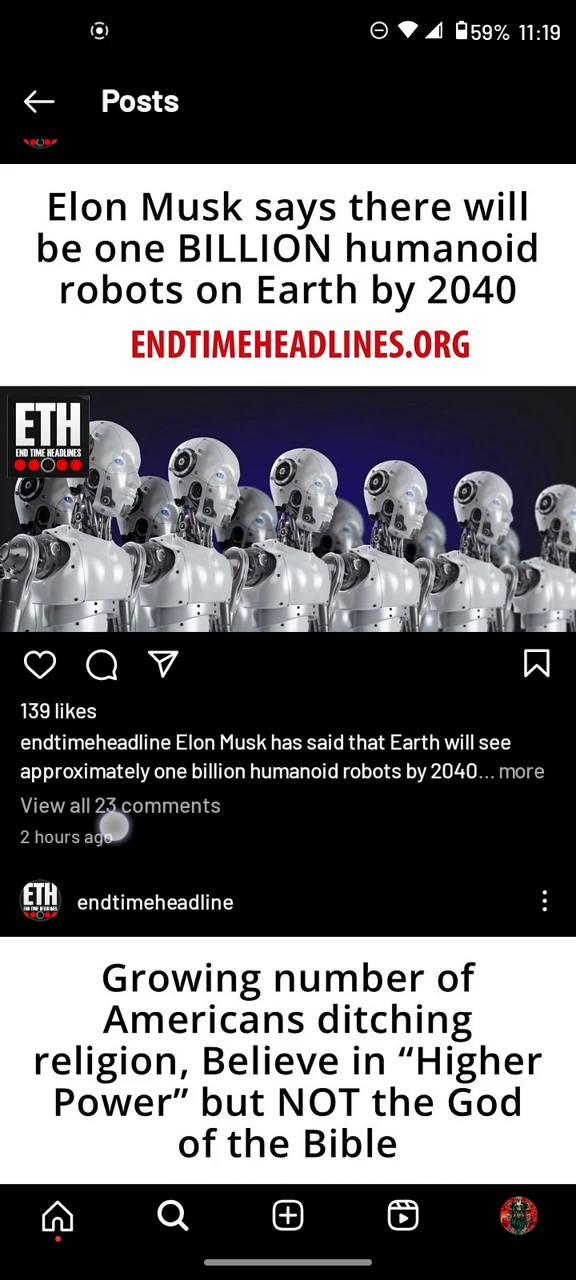 59% 11:19
Posts
Elon Musk says there will
be one BILLION humanoid
robots on Earth by 2040
ENDTIMEHEADLINES.ORG
ETH
END TIME HEADLINES
139 likes
endtimeheadline Elon Musk has said that Earth will see
approximately one billion humanoid robots by 2040... more
View all 23 comments
2 hours ago
ETH
endtimeheadline
Growing number of
Americans ditching
religion, Believe in “Higher
Power” but NOT the God
of the Bible